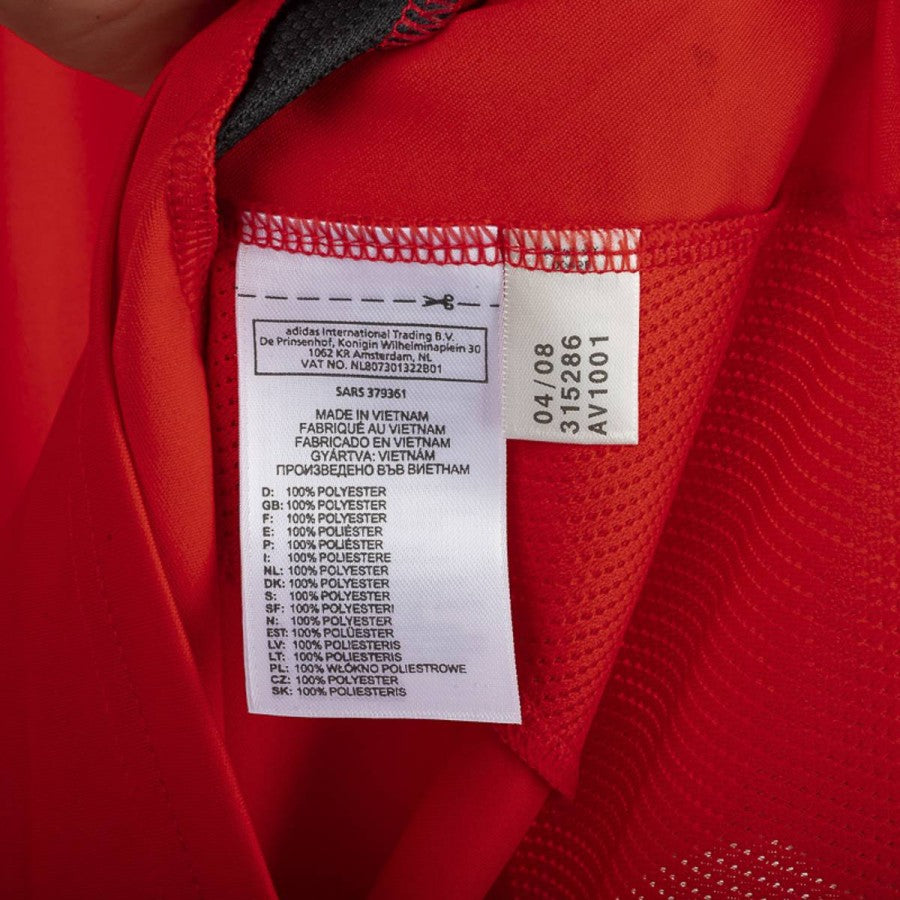 adidas International Trading B.V.
De Prinsenhof, Konigin Wilhelminaplein 30
1062 KR Amsterdam, NL
VAT NO. NL807301322B01
SARS 379361
MADE IN VIETNAM
FABRIQUÉ AU VIETNAM
FABRICADO EN VIETNAM
GYÁRTVA: VIETNÁM
ПРОИЗВЕДЕНО ВЪВ ВИЕТНАМ
D: 100% POLYESTER
GB: 100% POLYESTER
F: 100% POLYESTER
E: 100% POLIÉSTER
P: 100% POLIÉSTER
I: 100% POLIESTERE
NL: 100% POLYESTER
DK: 100% POLYESTER
S: 100% POLYESTER
SF: 100% POLYESTERI
N: 100% POLYESTER
EST: 100% POLÜESTER
LV: 100% POLIESTERIS
LT: 100% POLIESTERIS
PL: 100% WŁÓKNO POLIESTROWE
CZ: 100% POLYESTER
SK: 100% POLIESTERIS
04/08
315286
AV1001